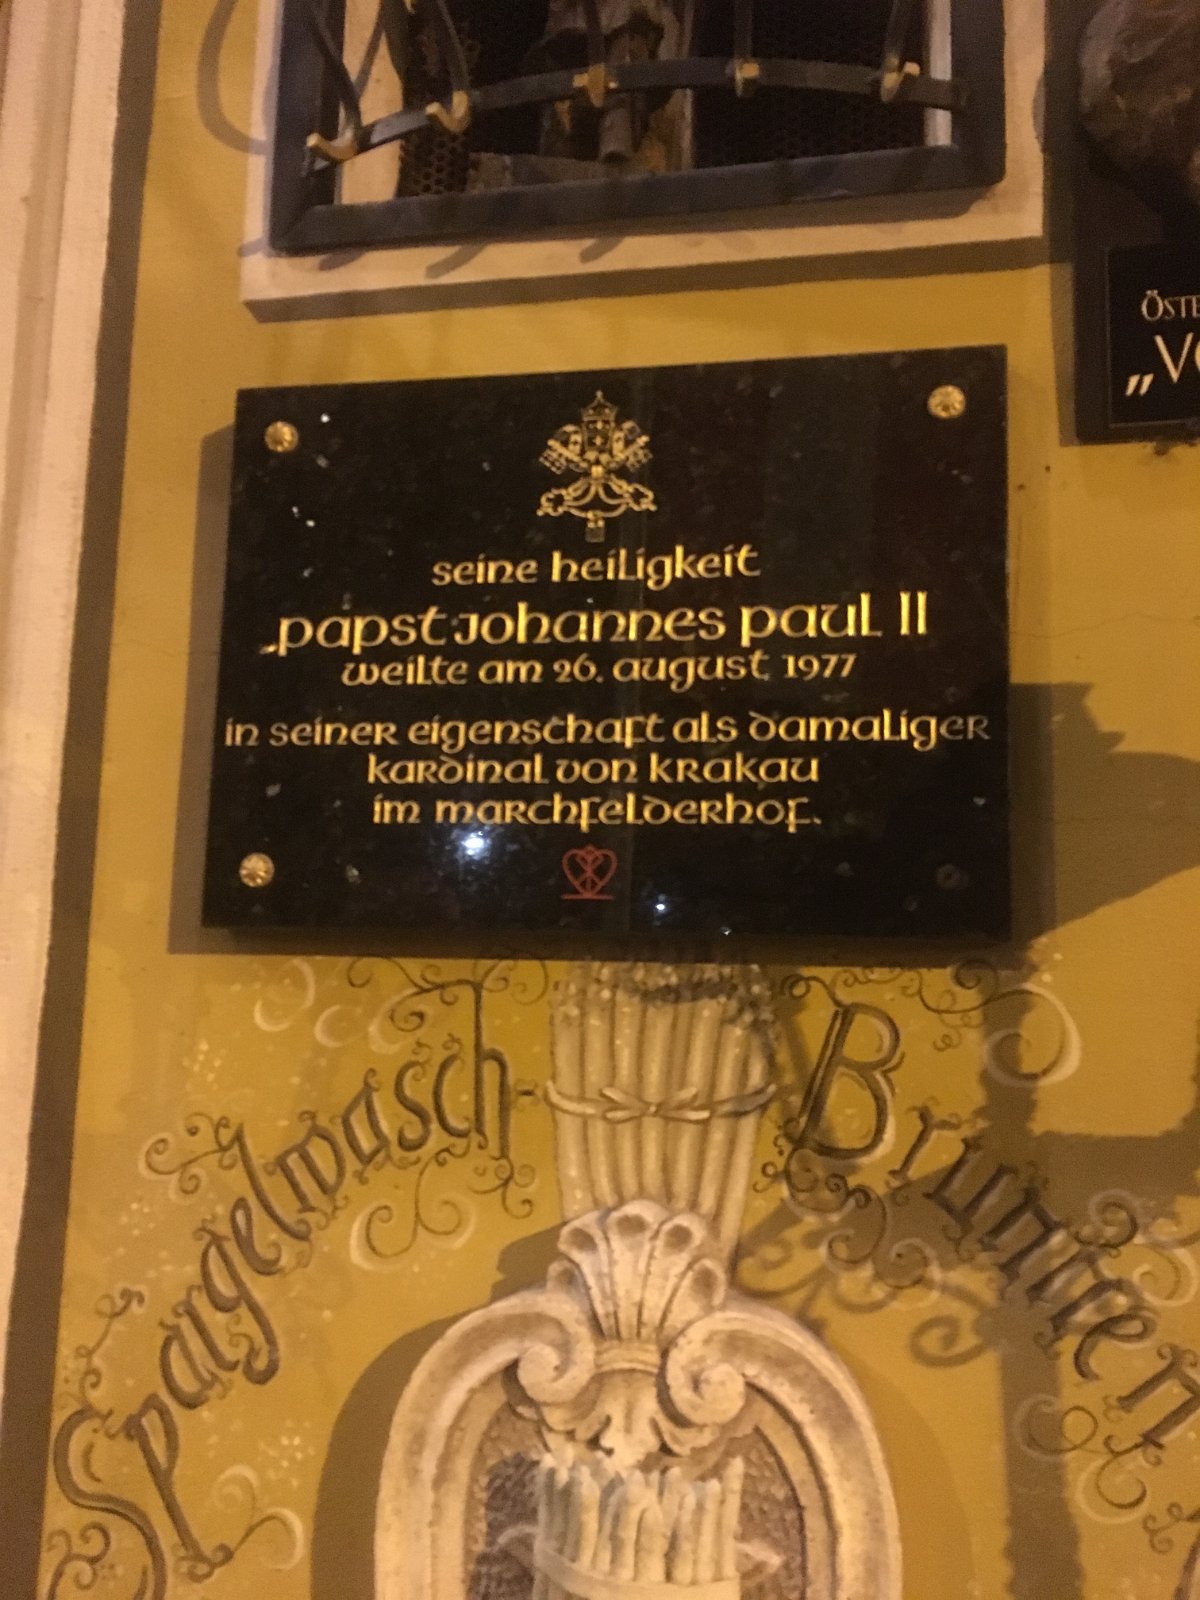 Öste
„V
seine heiligkeit
papst johannes paul II
weilte am 26. august 1977
in seiner eigenschaft als damaliger
kardinal von krakau
im marchfelderhof.
Spargelwasch-
Brunnen